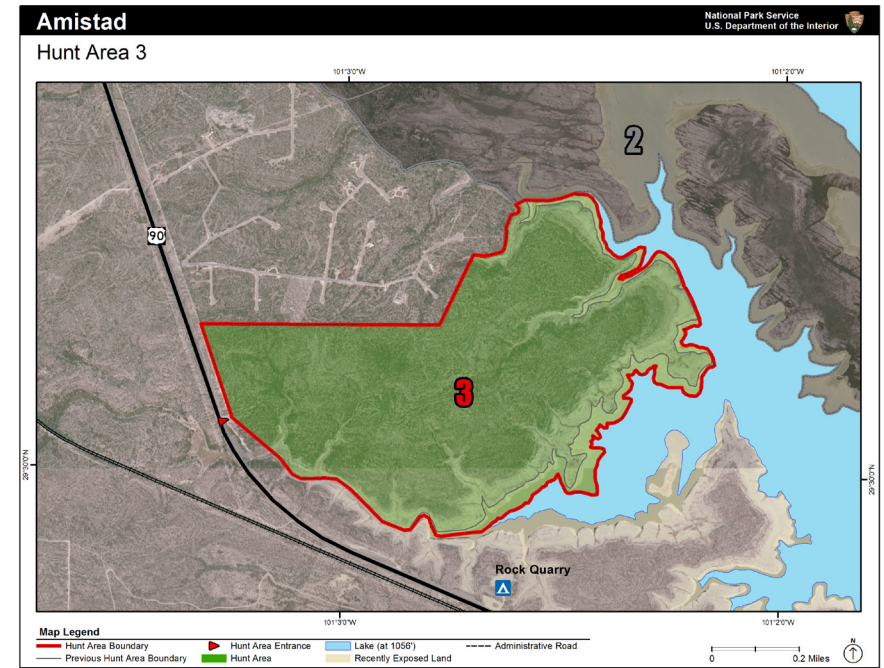 Amistad
National Park Service
U.S. Department of the Interior
Hunt Area 3
101°3'0"W
101°2'0"W
2
90
3
29°30'0"N
29°30'0"N
Rock Quarry
101°3'0"W
101°2'0"W
Map Legend
Hunt Area Boundary
Hunt Area Entrance
Lake (at 1056')
Administrative Road
Previous Hunt Area Boundary
Hunt Area
Recently Exposed Land
0
0.2 Miles
N